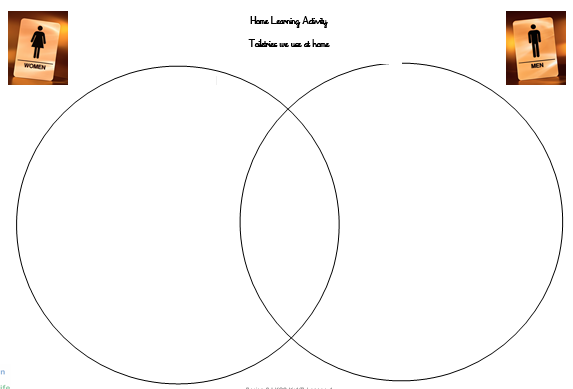 Home Learning Activity
Toiletries we use at home
WOMEN
MEN